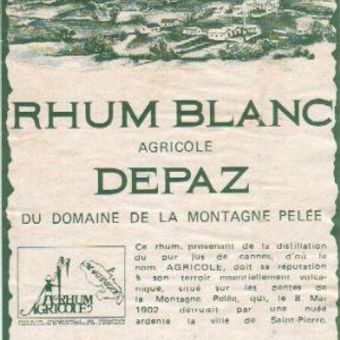 RHUM BLANC
AGRICOLE
DEPAZ
DU DOMAINE DE LA MONTAGNE PELÉE
Ce rhum, provenant de la distillation
du pur jus de cannes, d'où le
nom AGRICOLE, doit sa réputation
à son terroir essentiellement volca-
nique, situé sur les pentes de
la Montagne Pelée, qui, le 8 Mai
1902 détruisit par une nuée
ardente la ville de Saint-Pierre.
RHUM
AGRICOLE